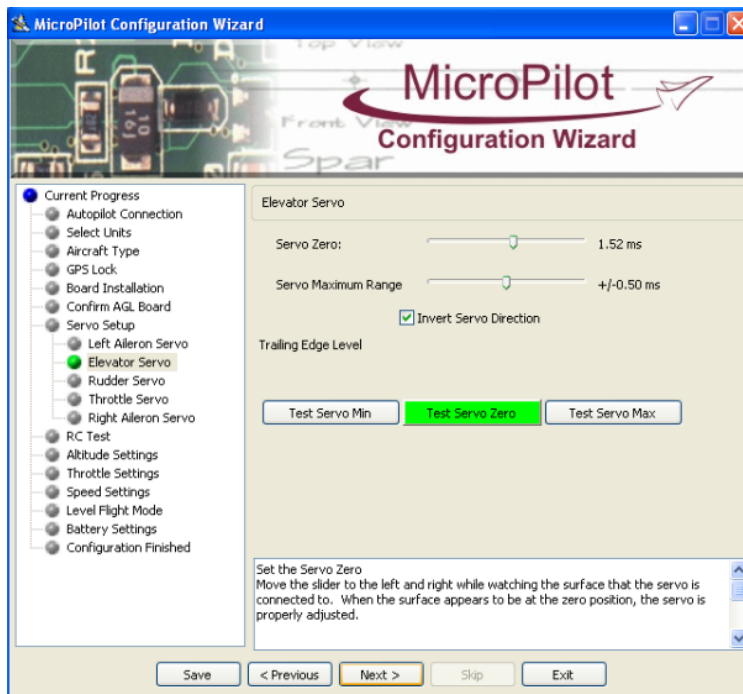 MicroPilot Configuration Wizard
Top View
MicroPilot
Front View
Configuration Wizard
Spar
10
16
Current Progress
Autopilot Connection
Select Units
Aircraft Type
GPS Lock
Board Installation
Confirm AGL Board
Servo Setup
Left Aileron Servo
Elevator Servo
Rudder Servo
Throttle Servo
Right Aileron Servo
RC Test
Altitude Settings
Throttle Settings
Speed Settings
Level Flight Mode
Battery Settings
Configuration Finished
Elevator Servo
Servo Zero: 1.52 ms
Servo Maximum Range +/-0.50 ms
Invert Servo Direction
Trailing Edge Level
Test Servo Min Test Servo Zero Test Servo Max
Set the Servo Zero
Move the slider to the left and right while watching the surface that the servo is
connected to. When the surface appears to be at the zero position, the servo is
properly adjusted.
Save < Previous Next > Skip Exit